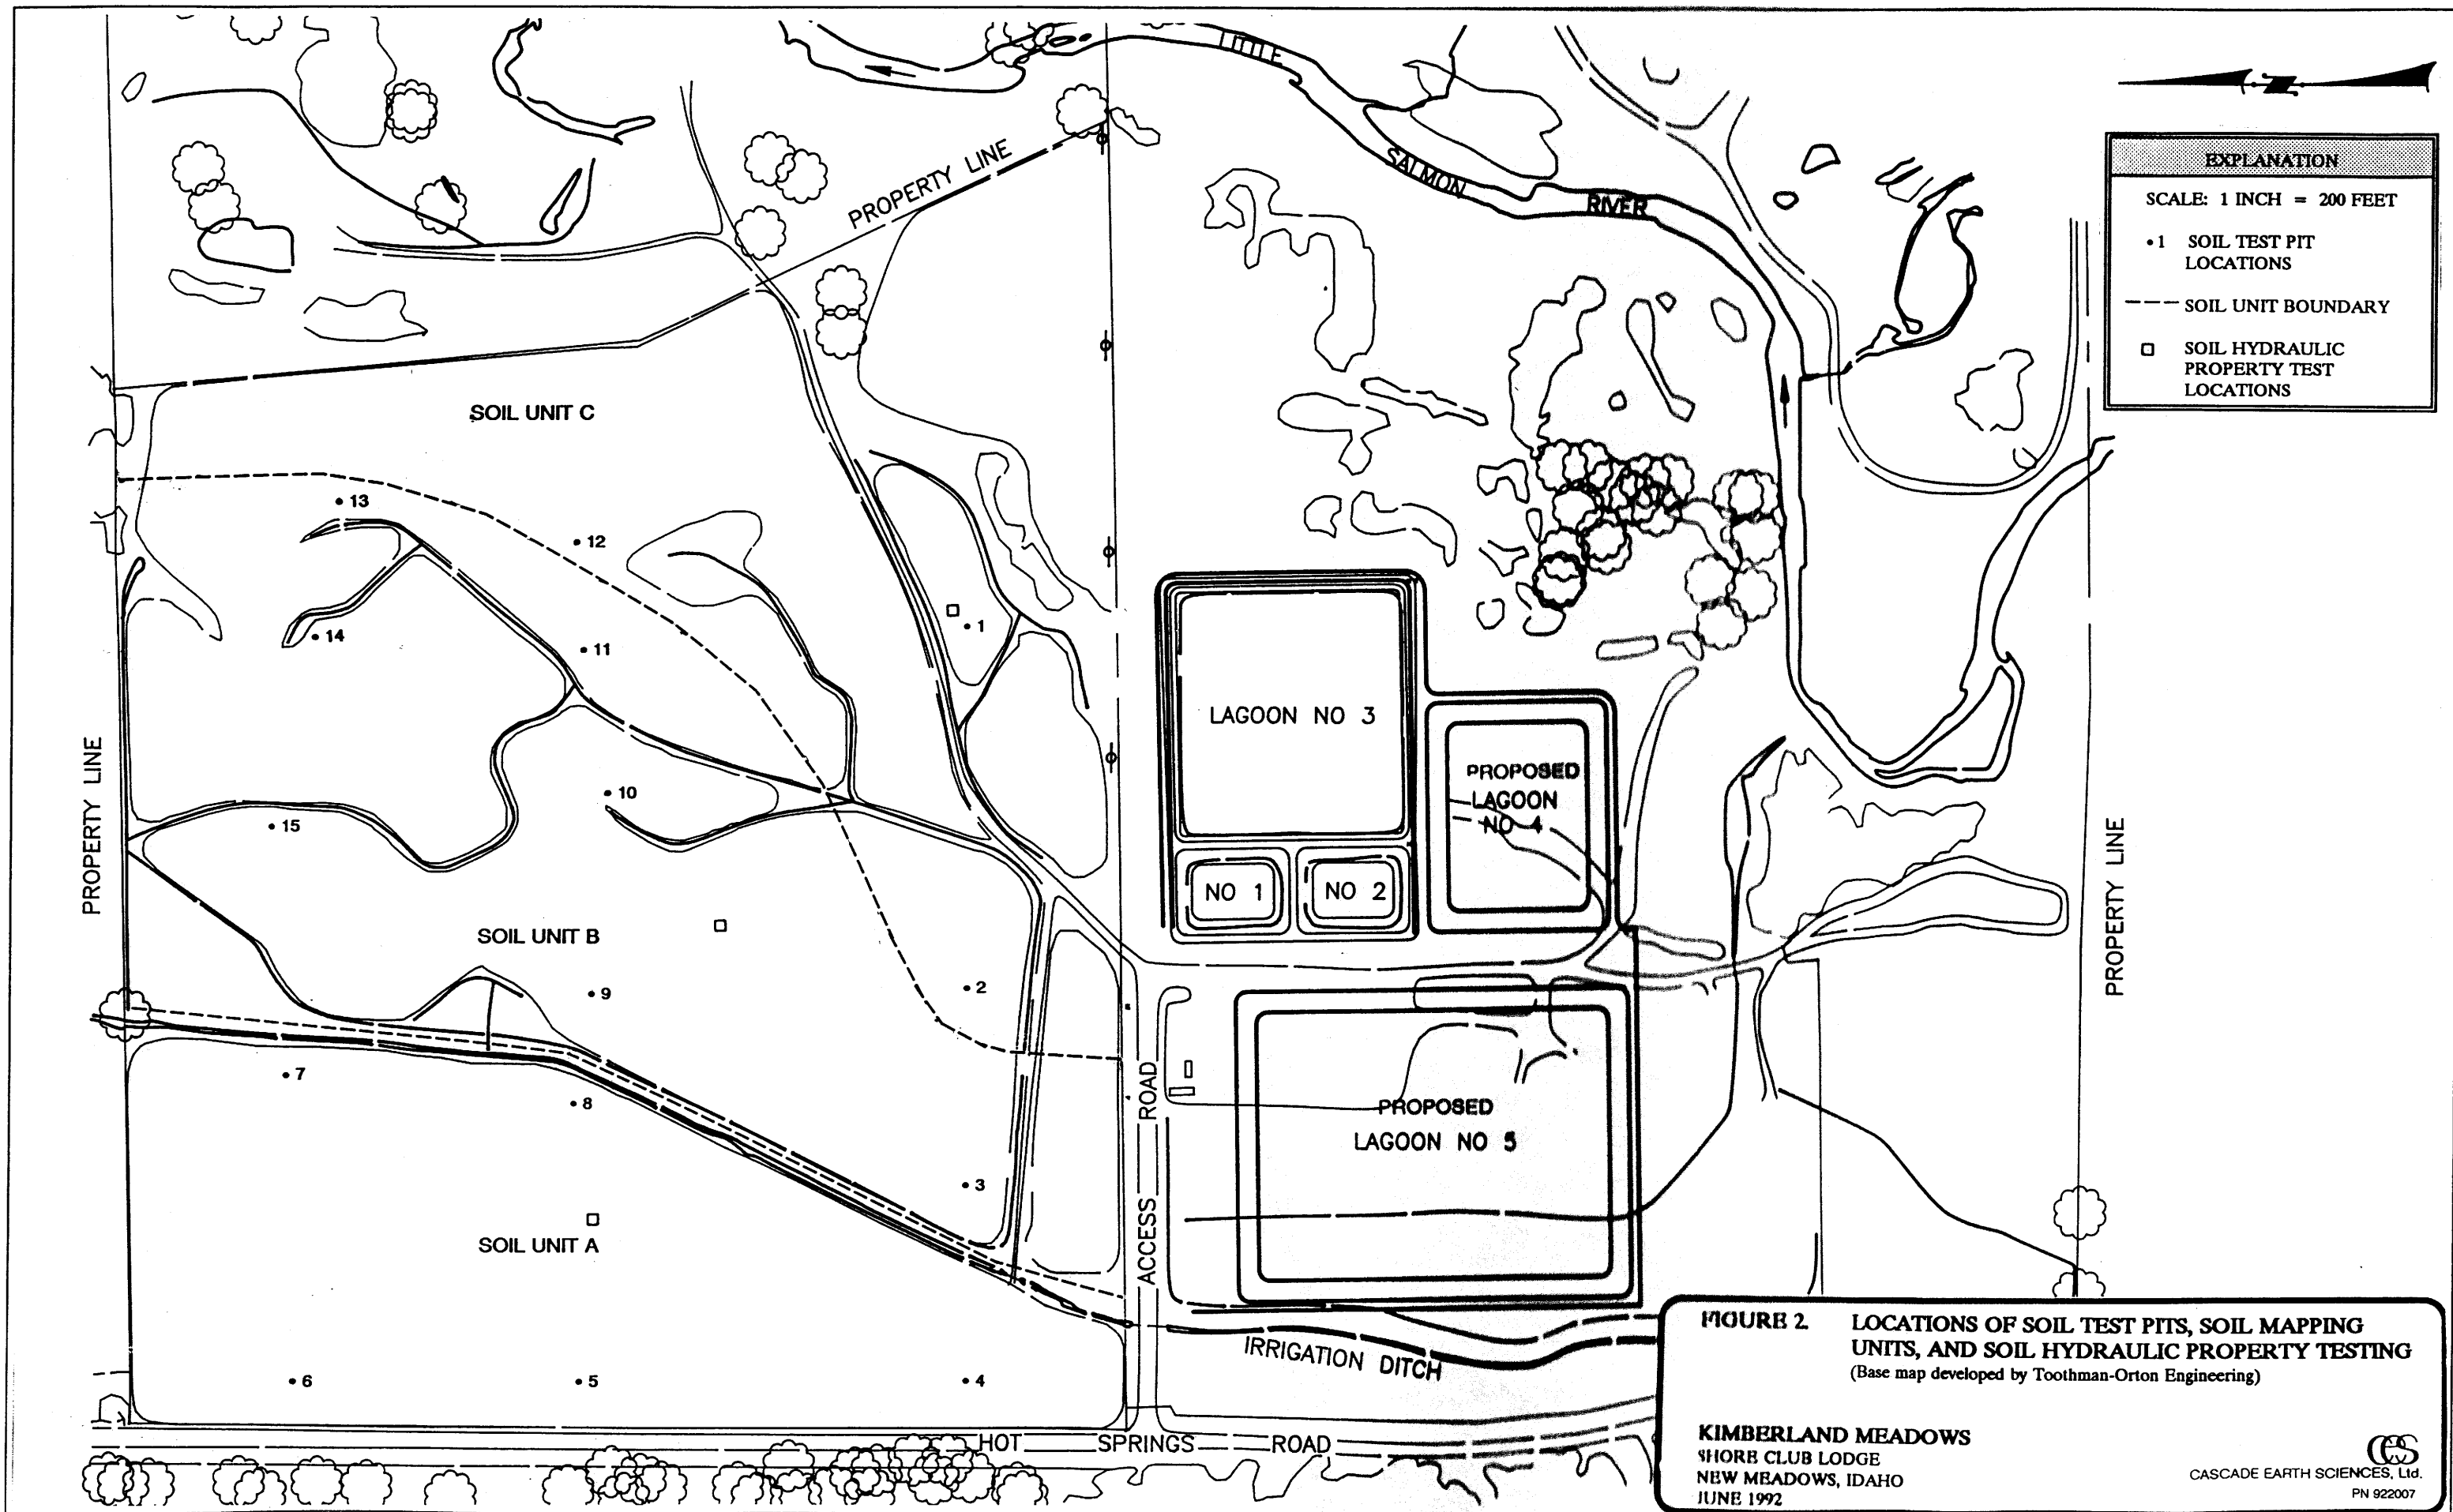 LITTLE
SALMON
RIVER
PROPERTY LINE
N
EXPLANATION
SCALE: 1 INCH = 200 FEET
•1 SOIL TEST PIT
LOCATIONS
SOIL UNIT BOUNDARY
SOIL HYDRAULIC
PROPERTY TEST
LOCATIONS
SOIL UNIT C
•13
•12
•14
•11
•1
LAGOON NO 3
PROPOSED
LAGOON
NO 4
•10
•15
PROPERTY LINE
NO 1
NO 2
PROPERTY LINE
SOIL UNIT B
•9
•2
•7
•8
ACCESS ROAD
PROPOSED
LAGOON NO 5
•3
SOIL UNIT A
IRRIGATION DITCH
•6
•5
•4
HOT SPRINGS ROAD
FIGURE 2. LOCATIONS OF SOIL TEST PITS, SOIL MAPPING
UNITS, AND SOIL HYDRAULIC PROPERTY TESTING
(Base map developed by Toothman-Orton Engineering)
KIMBERLAND MEADOWS
SHORE CLUB LODGE
NEW MEADOWS, IDAHO
JUNE 1992
CES
CASCADE EARTH SCIENCES, Ltd.
PN 922007